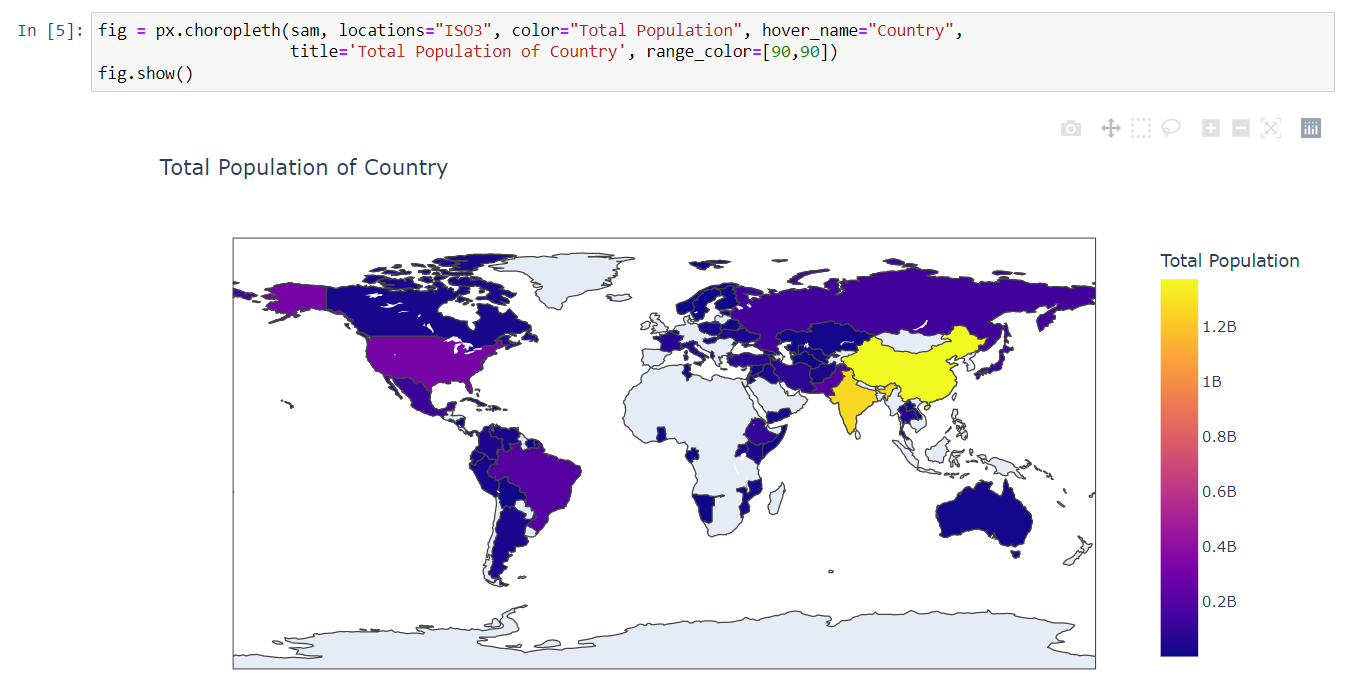 In [5]: fig = px.choropleth(sam, locations="ISO3", color="Total Population", hover_name="Country",
title='Total Population of Country', range_color=[90,90])
fig.show()
Total Population of Country
Total Population
1.2B
1B
0.8B
0.6B
0.4B
0.2B